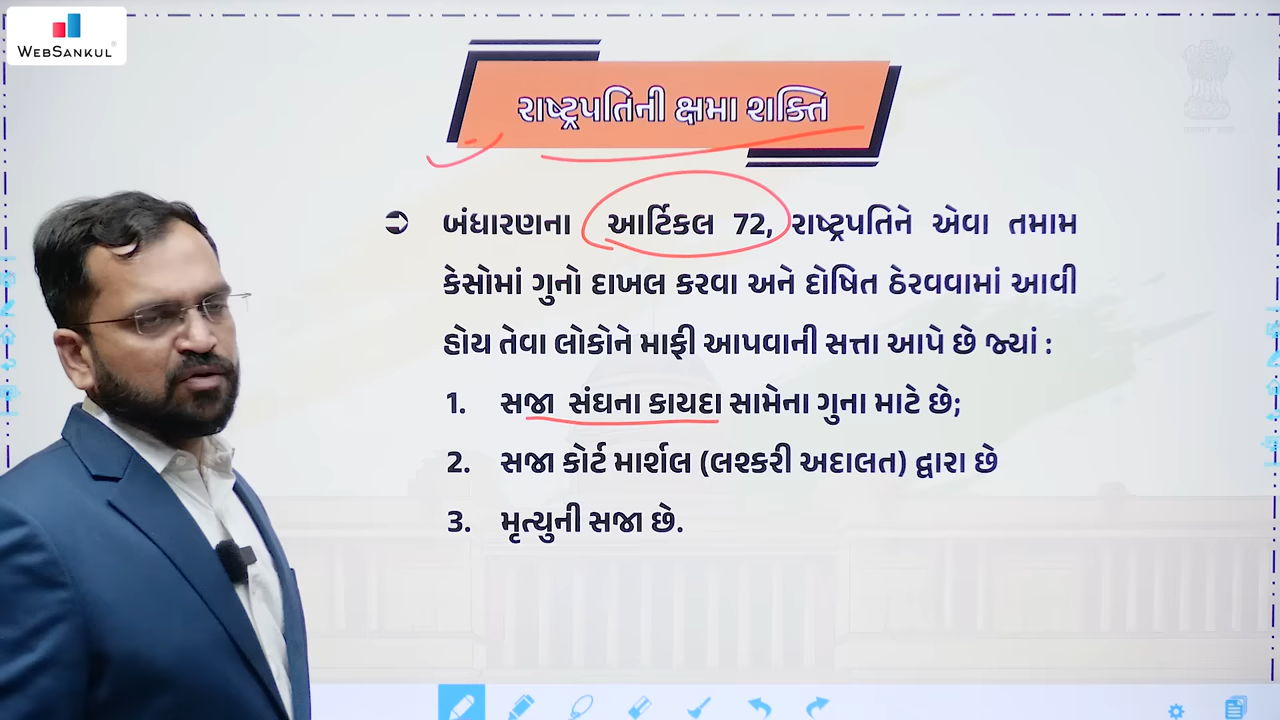 WEBSANKUL
રાષ્ટ્રપતિની ક્ષમા શક્તિ
બંધારણના આર્ટિકલ 72, રાષ્ટ્રપતિને એવા તમામ
કેસોમાં ગુનો દાખલ કરવા અને દોષિત ઠેરવવામાં આવી
હોય તેવા લોકોને માફી આપવાની સત્તા આપે છે જ્યાં :
1. સજા સંઘના કાયદા સામેના ગુના માટે છે;
2. સજા કોર્ટ માર્શલ (લશ્કરી અદાલત) દ્વારા છે
3. મૃત્યુની સજા છે.